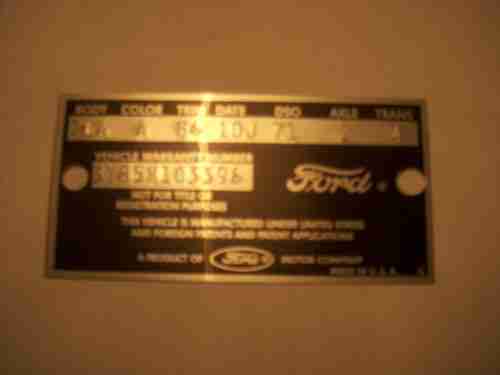 BODY COLOR TRIM DATE DSO AXLE TRANS
A 86 10J 71
VEHICLE WARRANTY NUMBER
Ford
NOT FOR TITLE OR
REGISTRATION PURPOSES
THIS VEHICLE IS MANUFACTURED UNDER UNITED STATES
AND FOREIGN PATENTS AND PATENT APPLICATIONS
A PRODUCT OF Ford MOTOR COMPANY
MADE IN U.S.A.